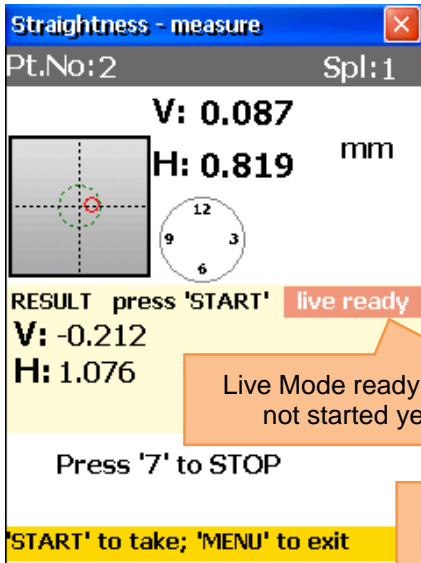 Straightness - measure
Pt.No:2 Spl:1
V: 0.087
H: 0.819 mm
12
9 3
6
RESULT press 'START' live ready
V: -0.212
H: 1.076
Live Mode ready
not started
Press '7' to STOP
'START' to take; 'MENU' to exit